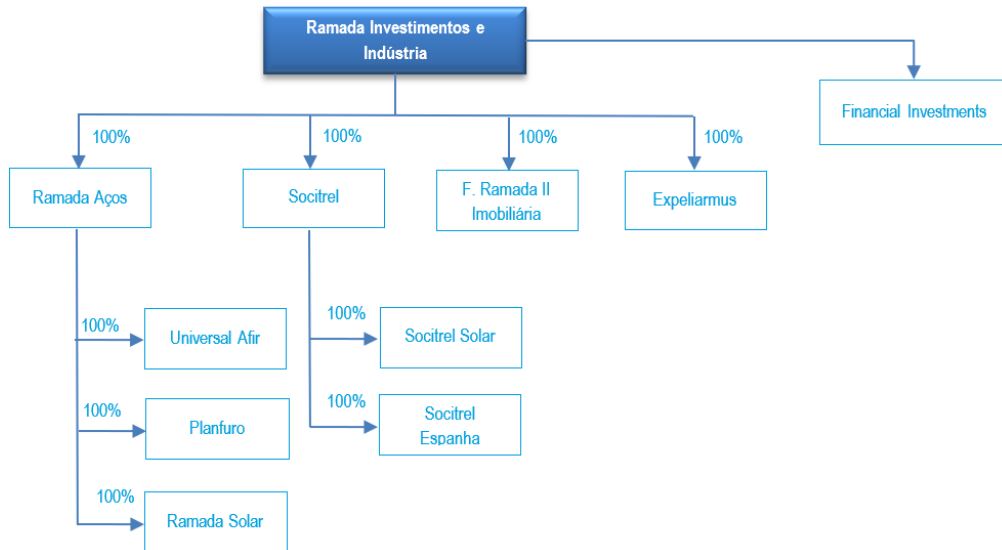 Ramada Investimentos e
Indústria
Financial Investments
100%
100%
100%
100%
Ramada Aços
Socitrel
F. Ramada II
Imobiliária
Expeliarmus
100%
Universal Afir
100%
Socitrel Solar
100%
Planfuro
100%
Socitrel
Espanha
100%
Ramada Solar